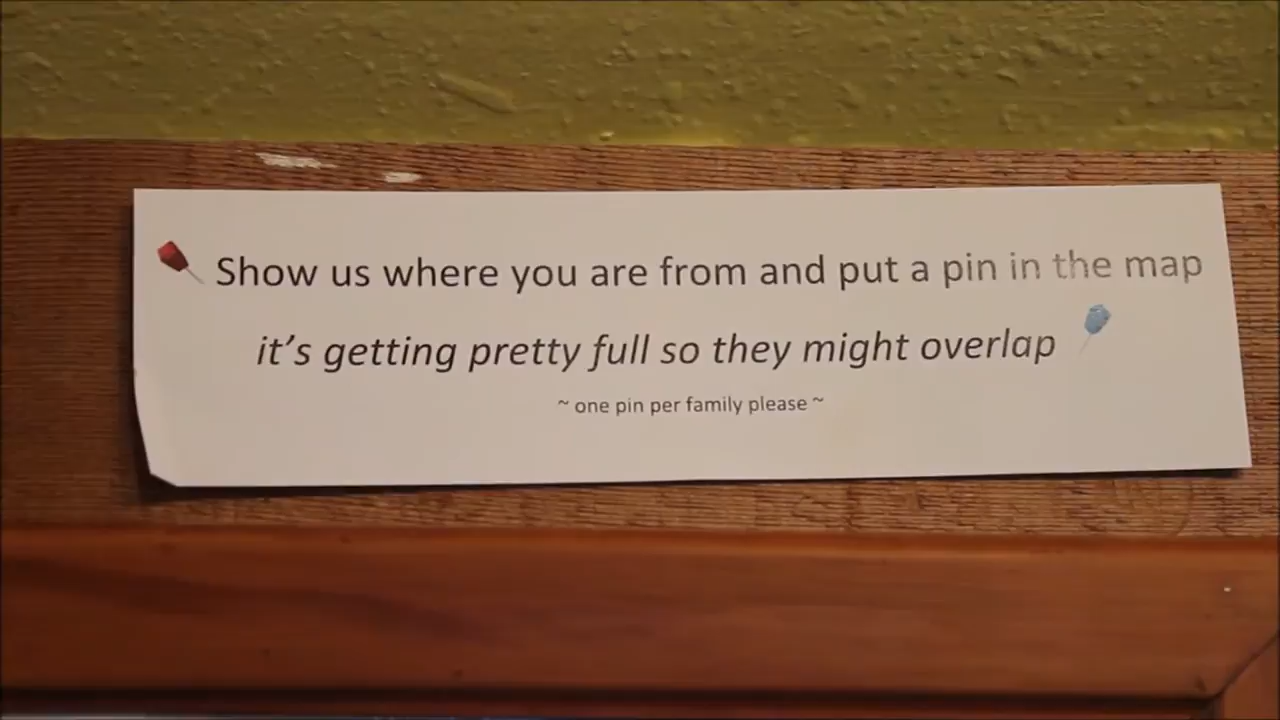 Show us where you are from and put a pin in the map
it's getting pretty full so they might overlap
~ one pin per family please ~